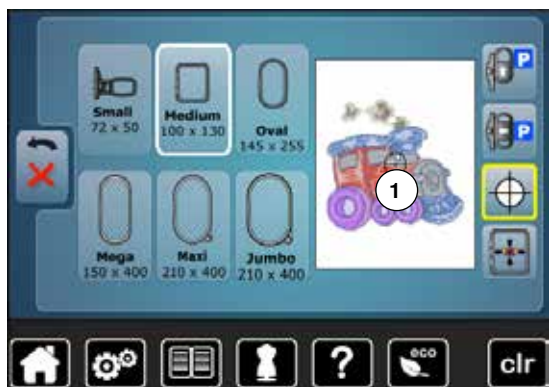 Small
72 x 50
Medium
100 x 130
Oval
145 x 255
Mega
150 x 400
Maxi
210 x 400
Jumbo
210 x 400
1
P
P
?
eco
clr